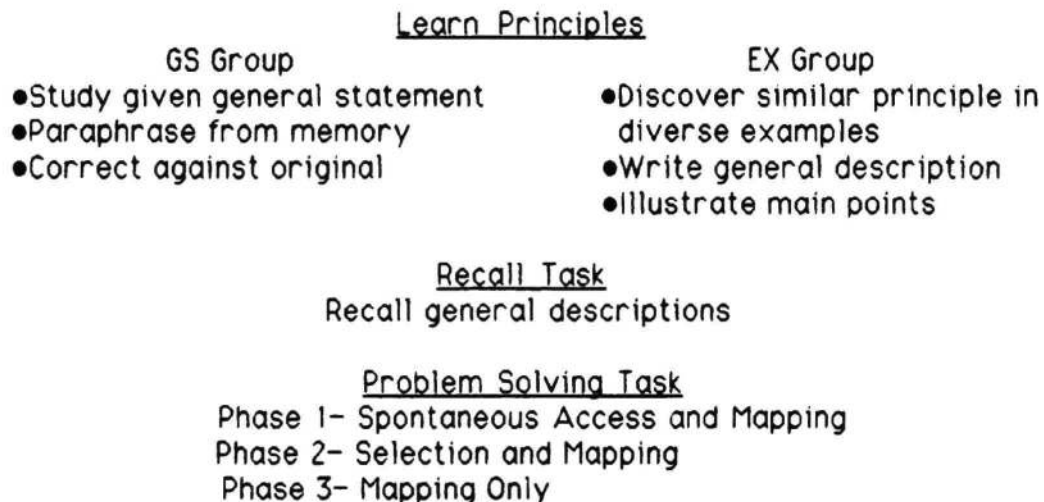 Learn Principles
GS Group
●Study given general statement
●Paraphrase from memory
●Correct against original
EX Group
●Discover similar principle in
diverse examples
●Write general description
●Illustrate main points
Recall Task
Recall general descriptions
Problem Solving Task
Phase 1- Spontaneous Access and Mapping
Phase 2- Selection and Mapping
Phase 3- Mapping Only